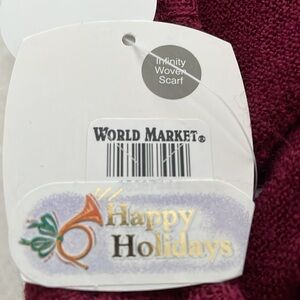 Infinity
Woven
Scarf
WORLD MARKET®
Happy
Holidays